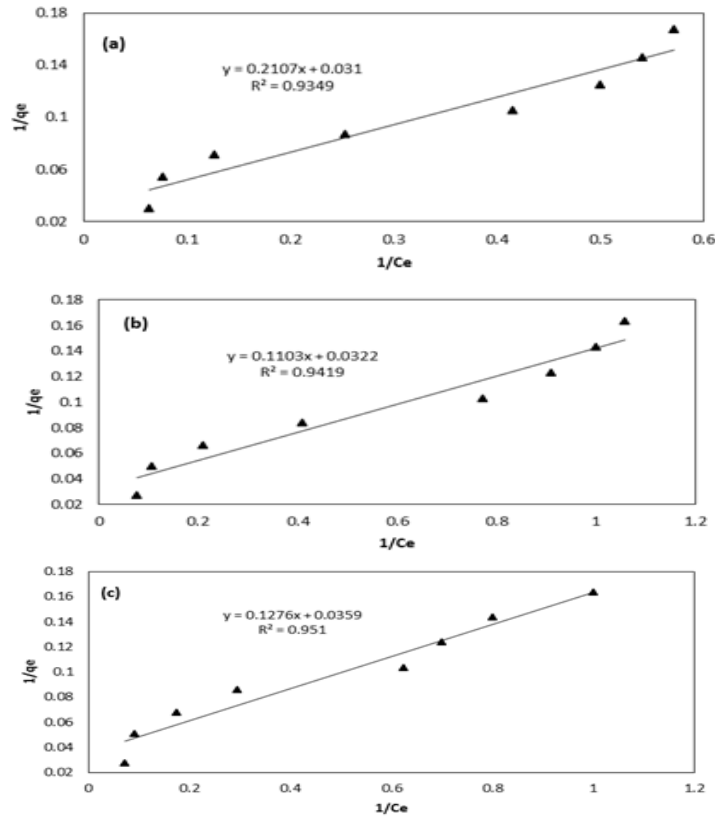 0.18
(a)
y = 0.2107x + 0.031
R² = 0.9349
0.14
1/qe
0.1
0.06
0.02
0 0.1 0.2 0.3 0.4 0.5 0.6
1/Ce
0.18
(b)
0.16
y = 0.1103x + 0.0322
R² = 0.9419
0.14
0.12
1/qe
0.1
0.08
0.06
0.04
0.02
0 0.2 0.4 0.6 0.8 1 1.2
1/Ce
0.18
(c)
0.16
y = 0.1276x + 0.0359
R² = 0.951
0.14
0.12
1/qe
0.1
0.08
0.06
0.04
0.02
0 0.2 0.4 0.6 0.8 1 1.2
1/Ce